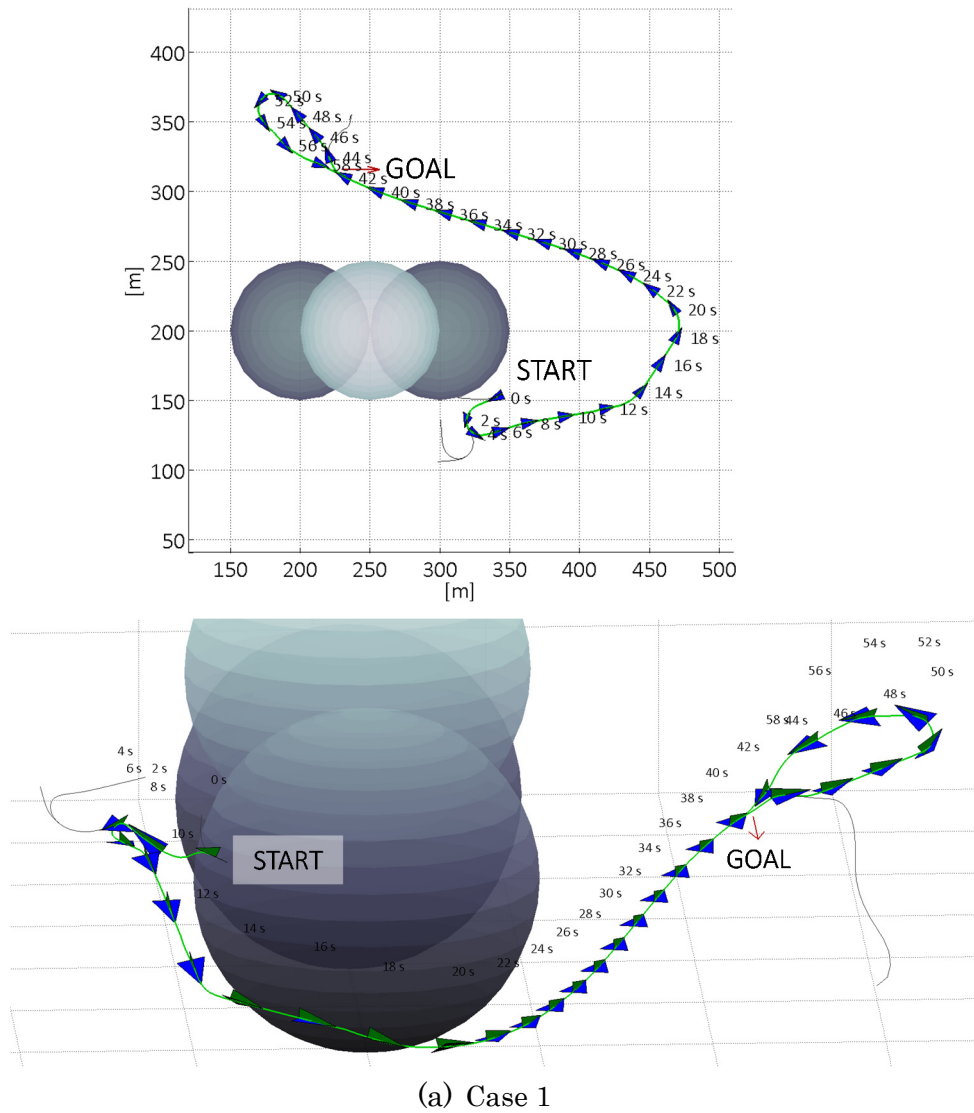 400
50 s
52 s
350
48 s
54 s
46 s
56 s
44 s
58 s
GOAL
42 s
300
40 s
38 s
36 s
34 s
32 s
30 s
28 s
250
26 s
24 s
22 s
[m]
20 s
200
18 s
16 s
START
14 s
150
0 s
12 s
10 s
2 s
8 s
4 s
6 s
100
50
150 200 250 300 350 400 450 500
[m]
54 s
52 s
56 s
50 s
48 s
46 s
58 s
44 s
4 s
42 s
6 s
2 s
0 s
40 s
8 s
38 s
36 s
10 s
34 s
START
GOAL
32 s
12 s
30 s
28 s
14 s
26 s
16 s
24 s
22 s
18 s
20 s
(a) Case 1